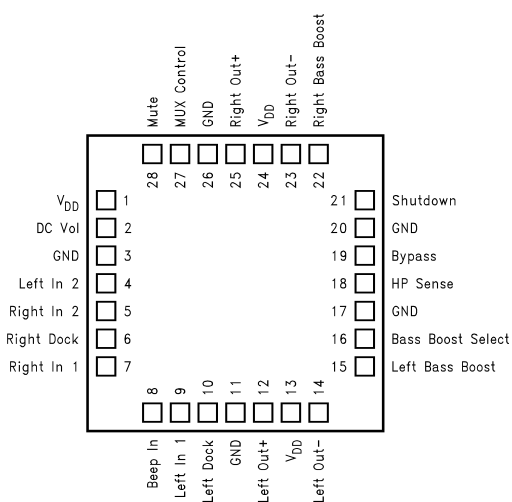 Mute
MUX Control
GND
Right Out+
VDD
Right Out-
Right Bass Boost
28
27
26
25
24
23
22
VDD 1
DC Vol 2
GND 3
Left In 2 4
Right In 2 5
Right Dock 6
Right In 1 7
21 Shutdown
20 GND
19 Bypass
18 HP Sense
17 GND
16 Bass Boost Select
15 Left Bass Boost
8
9
10
11
12
13
14
Beep In
Left In 1
Left Dock
GND
Left Out+
VDD
Left Out-